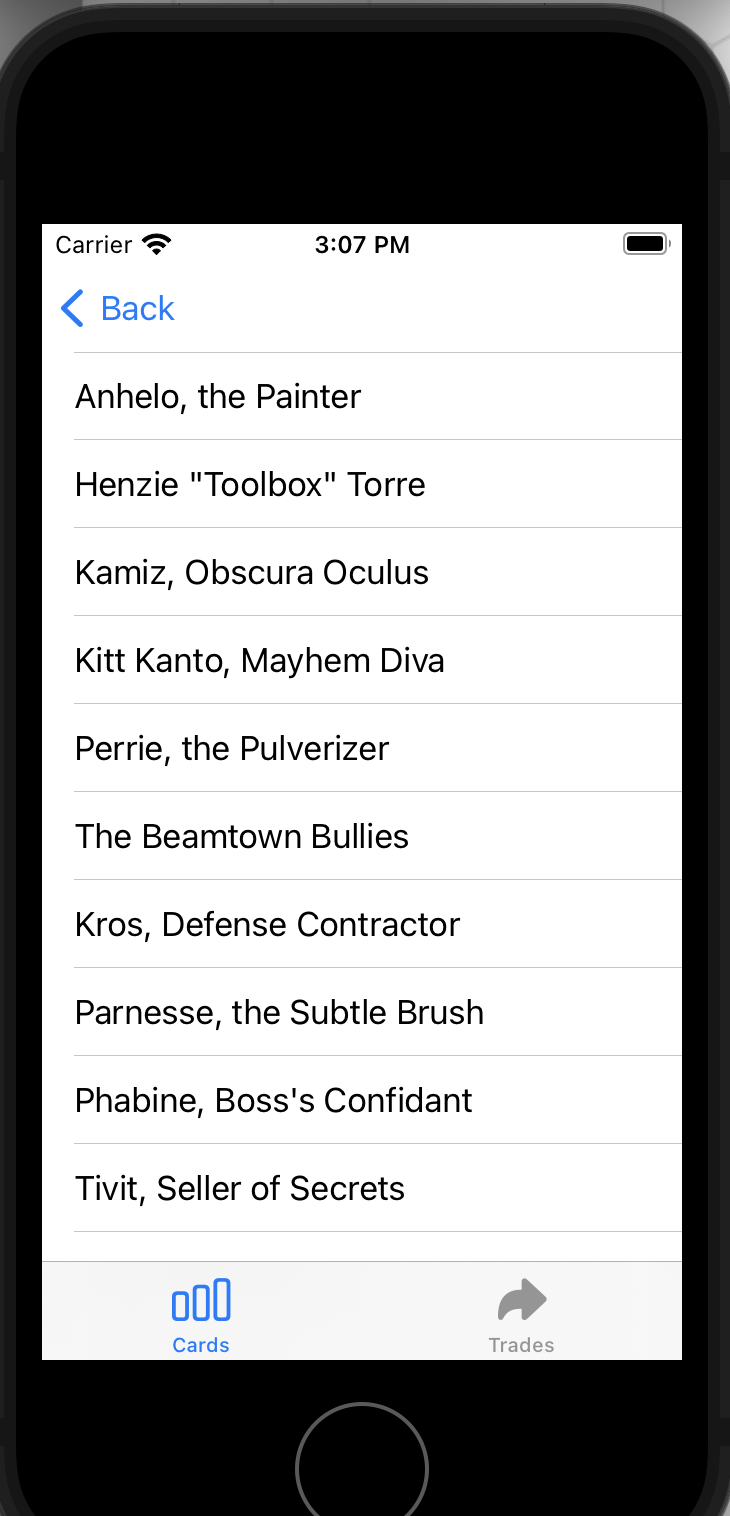 Carrier 3:07 PM
Back
Anhelo, the Painter
Henzie "Toolbox" Torre
Kamiz, Obscura Oculus
Kitt Kanto, Mayhem Diva
Perrie, the Pulverizer
The Beamtown Bullies
Kros, Defense Contractor
Parnesse, the Subtle Brush
Phabine, Boss's Confidant
Tivit, Seller of Secrets
Cards Trades